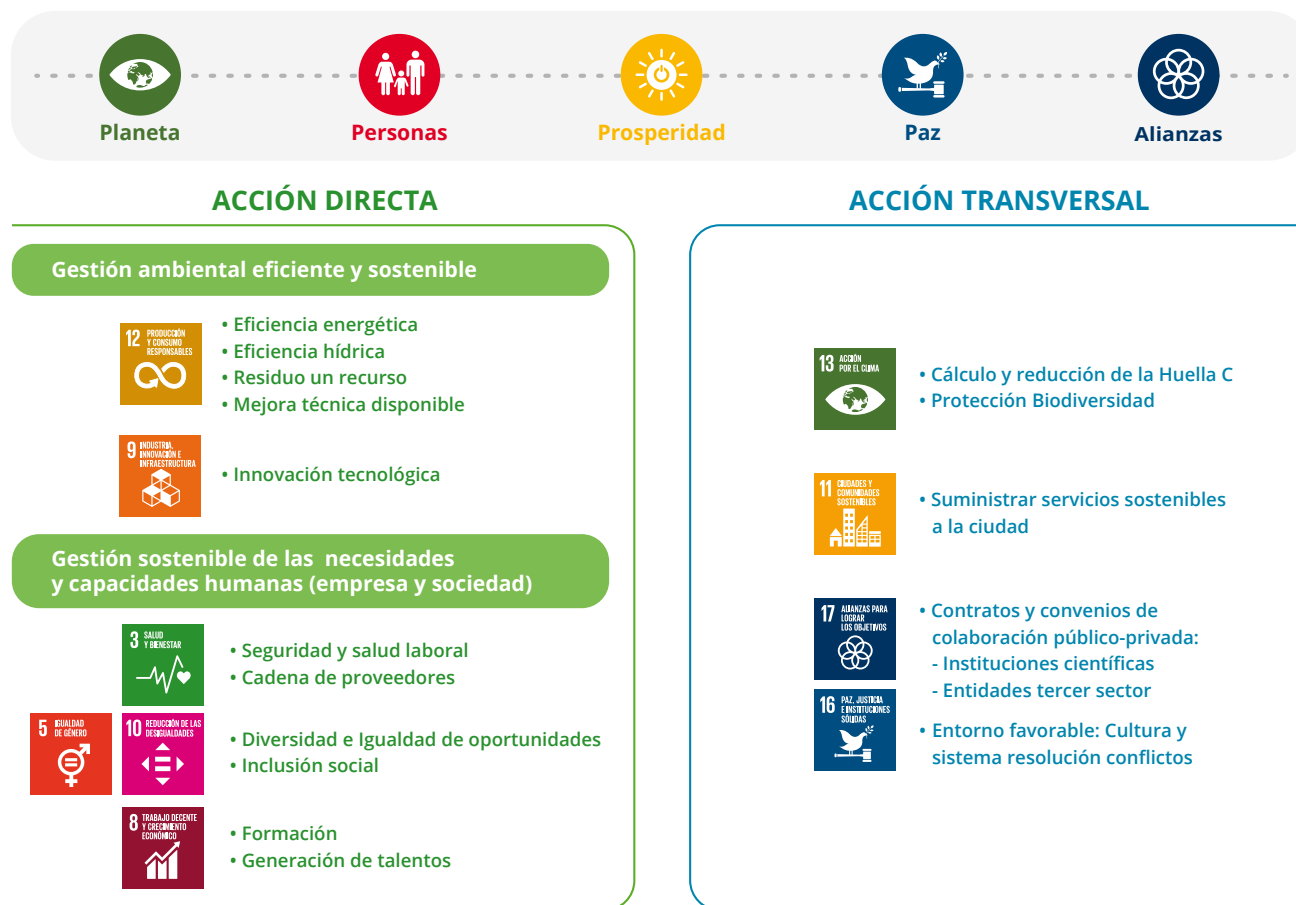 Planeta
Personas
Prosperidad
Paz
Alianzas
ACCIÓN DIRECTA
Gestión ambiental eficiente y sostenible
12 PRODUCCIÓN
Y CONSUMO
RESPONSABLES
• Eficiencia energética
• Eficiencia hídrica
• Residuo un recurso
• Mejora técnica disponible
9 INDUSTRIA,
INNOVACIÓN E
INFRAESTRUCTURA
• Innovación tecnológica
Gestión sostenible de las necesidades
y capacidades humanas (empresa y sociedad)
3 SALUD
Y BIENESTAR
• Seguridad y salud laboral
• Cadena de proveedores
5 IGUALDAD
DE GÉNERO
10 REDUCCIÓN DE LAS
DESIGUALDADES
• Diversidad e Igualdad de oportunidades
• Inclusión social
8 TRABAJO DECENTE
Y CRECIMIENTO
ECONÓMICO
• Formación
• Generación de talentos
ACCIÓN TRANSVERSAL
13 ACCIÓN
POR EL CLIMA
• Cálculo y reducción de la Huella C
• Protección Biodiversidad
11 CIUDADES Y
COMUNIDADES
SOSTENIBLES
• Suministrar servicios sostenibles
a la ciudad
17 ALIANZAS PARA
LOGRAR
LOS OBJETIVOS
• Contratos y convenios de
colaboración público-privada:
- Instituciones científicas
- Entidades tercer sector
16 PAZ, JUSTICIA
E INSTITUCIONES
SÓLIDAS
• Entorno favorable: Cultura y
sistema resolución conflictos